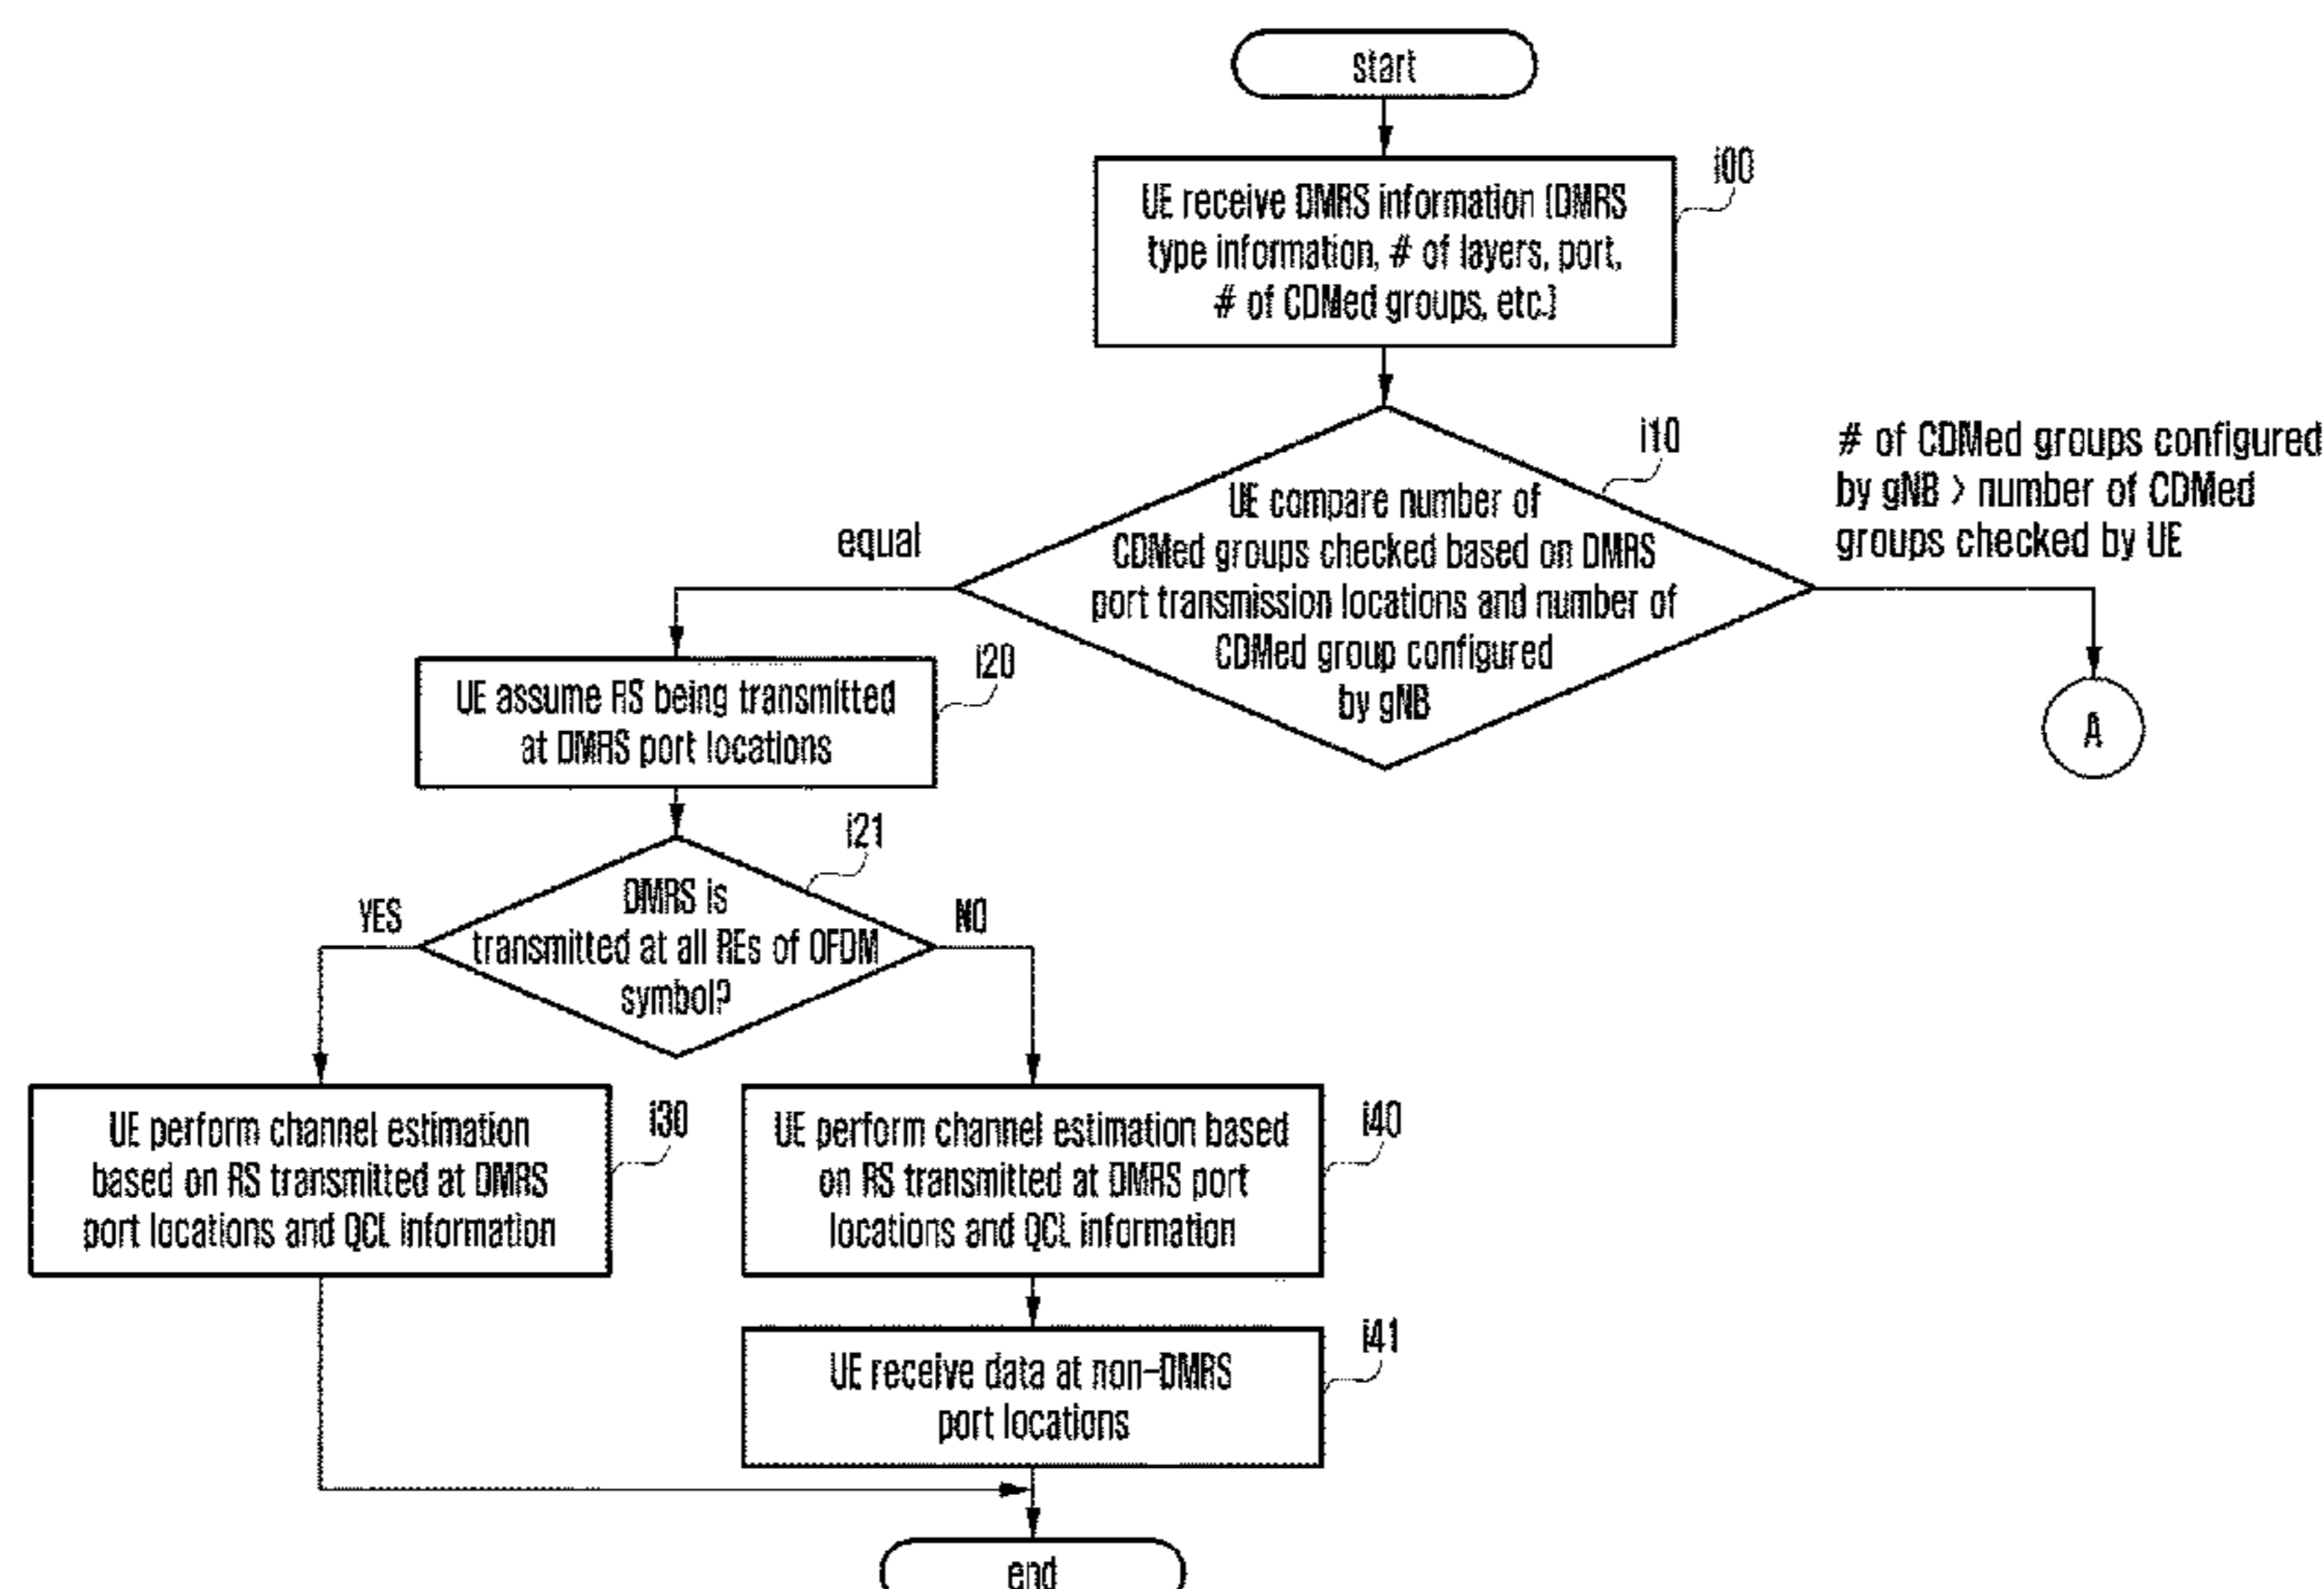 start
i00
UE receive DMRS information (DMRS
type information, # of layers, port,
# of CDMed groups, etc.)
i10
UE compare number of
CDMed groups checked based on DMRS
port transmission locations and number of
CDMed group configured
by gNB
equal
# of CDMed groups configured
by gNB > number of CDMed
groups checked by UE
A
i20
UE assume RS being transmitted
at DMRS port locations
i21
DMRS is
transmitted at all REs of OFDM
symbol?
YES
NO
i30
UE perform channel estimation
based on RS transmitted at DMRS
port locations and QCL information
i40
UE perform channel estimation based
on RS transmitted at DMRS port
locations and QCL information
i41
UE receive data at non-DMRS
port locations
end